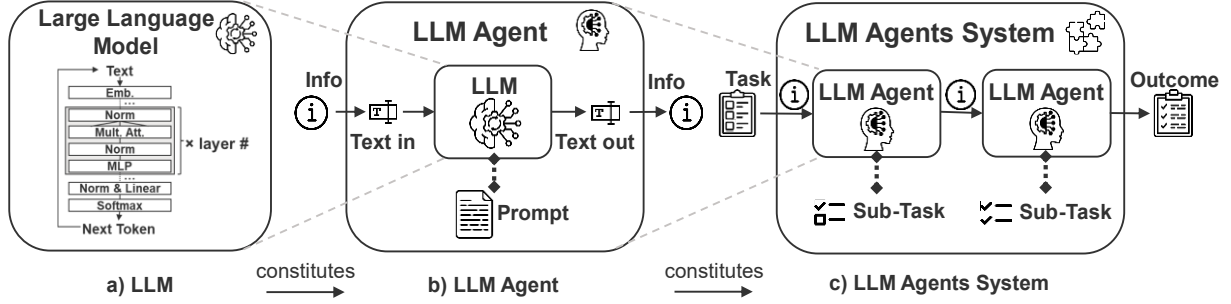 Large Language
Model
Text
Emb.
...
Norm
Mult. Att.
Norm
MLP
× layer #
...
Norm & Linear
Softmax
Next Token
a) LLM
constitutes
LLM Agent
Info
i
T
Text in
LLM
Prompt
T
Text out
Info
i
b) LLM Agent
constitutes
LLM Agents System
Task
i
LLM Agent
Sub-Task
i
LLM Agent
Sub-Task
Outcome
c) LLM Agents System